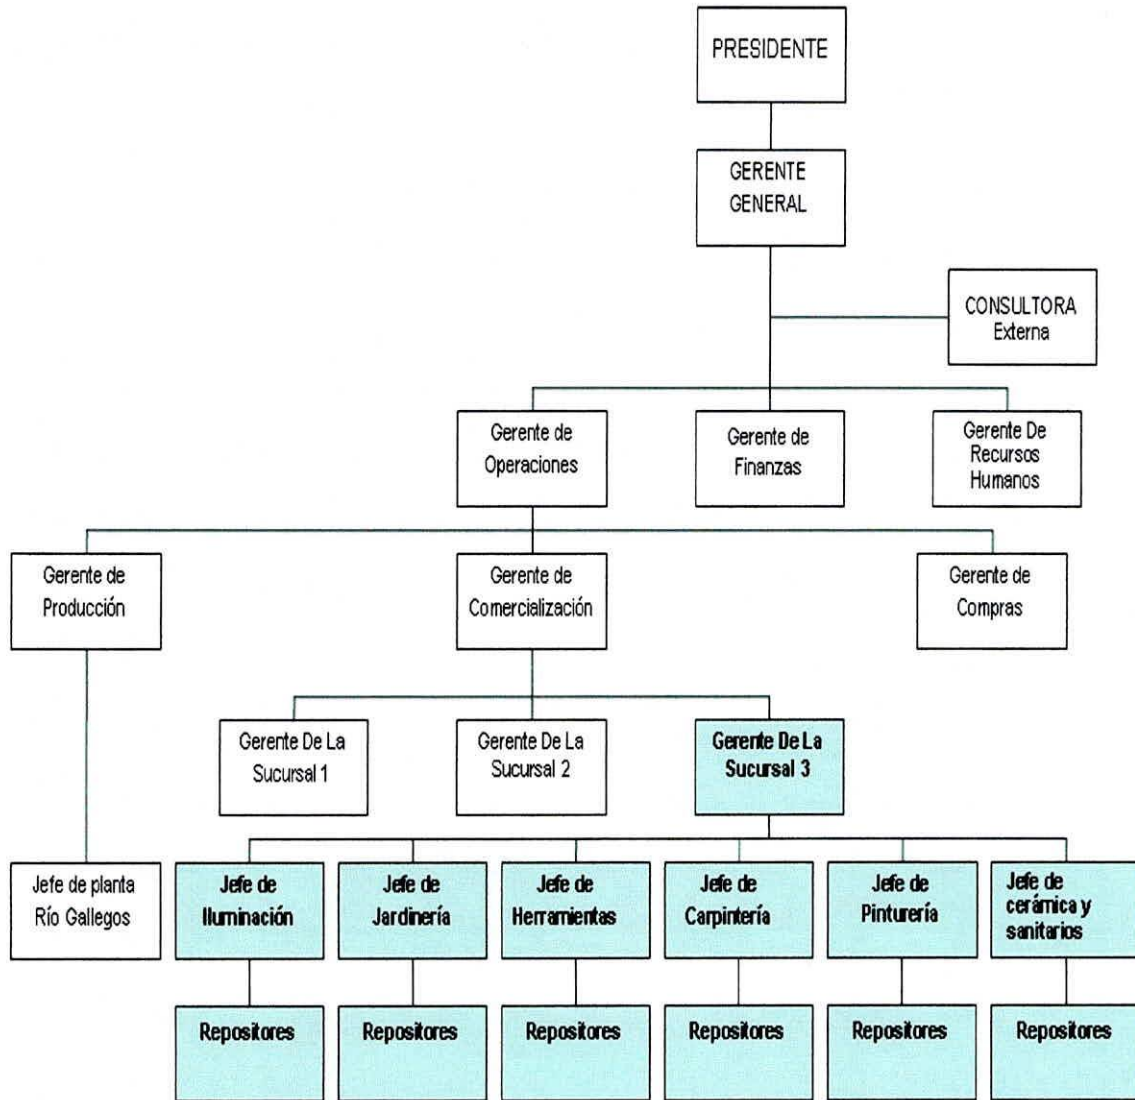 PRESIDENTE
GERENTE
GENERAL
CONSULTORA
Externa
Gerente de
Operaciones
Gerente de
Finanzas
Gerente De
Recursos
Humanos
Gerente de
Producción
Gerente de
Comercialización
Gerente de
Compras
Gerente De La
Sucursal 1
Gerente De La
Sucursal 2
Gerente De La
Sucursal 3
Jefe de planta
Río Gallegos
Jefe de
Iluminación
Jefe de
Jardinería
Jefe de
Herramientas
Jefe de
Carpintería
Jefe de
Pinturería
Jefe de
cerámica y
sanitarios
Repositores
Repositores
Repositores
Repositores
Repositores
Repositores